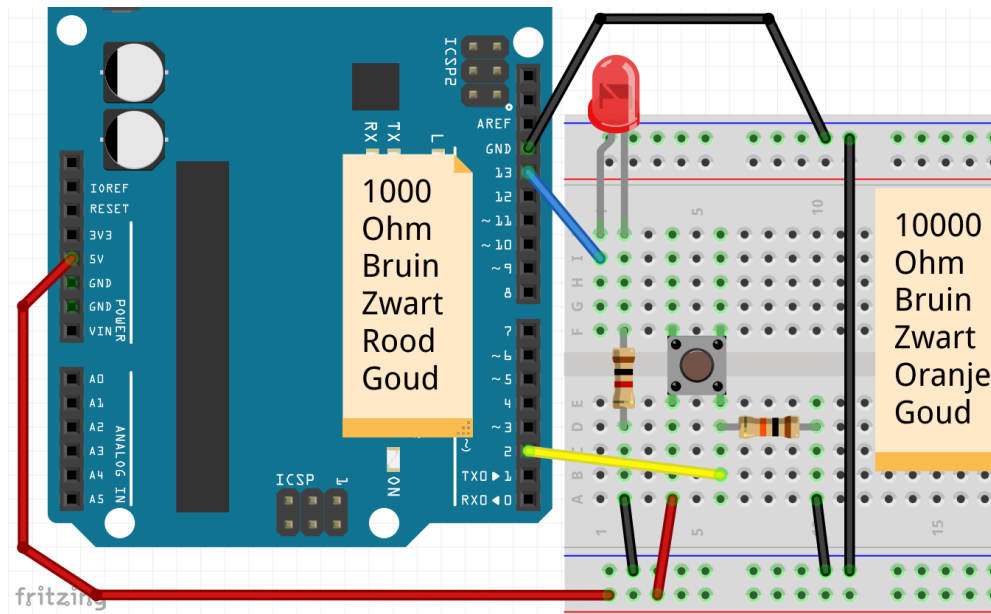 ICSP2
AREF
GND
13
12
~11
~10
~9
8
7
~6
~5
4
~3
2
TX0▶1
RX0◀0
RX
TX
L
IOREF
RESET
3V3
5V
GND
GND
VIN
POWER
A0
A1
A2
A3
A4
A5
ANALOG IN
ICSP
1
ON
1000
Ohm
Bruin
Zwart
Rood
Goud
10000
Ohm
Bruin
Zwart
Oranje
Goud
5
10
I
H
G
F
E
D
B
A
1
5
15
fritzing